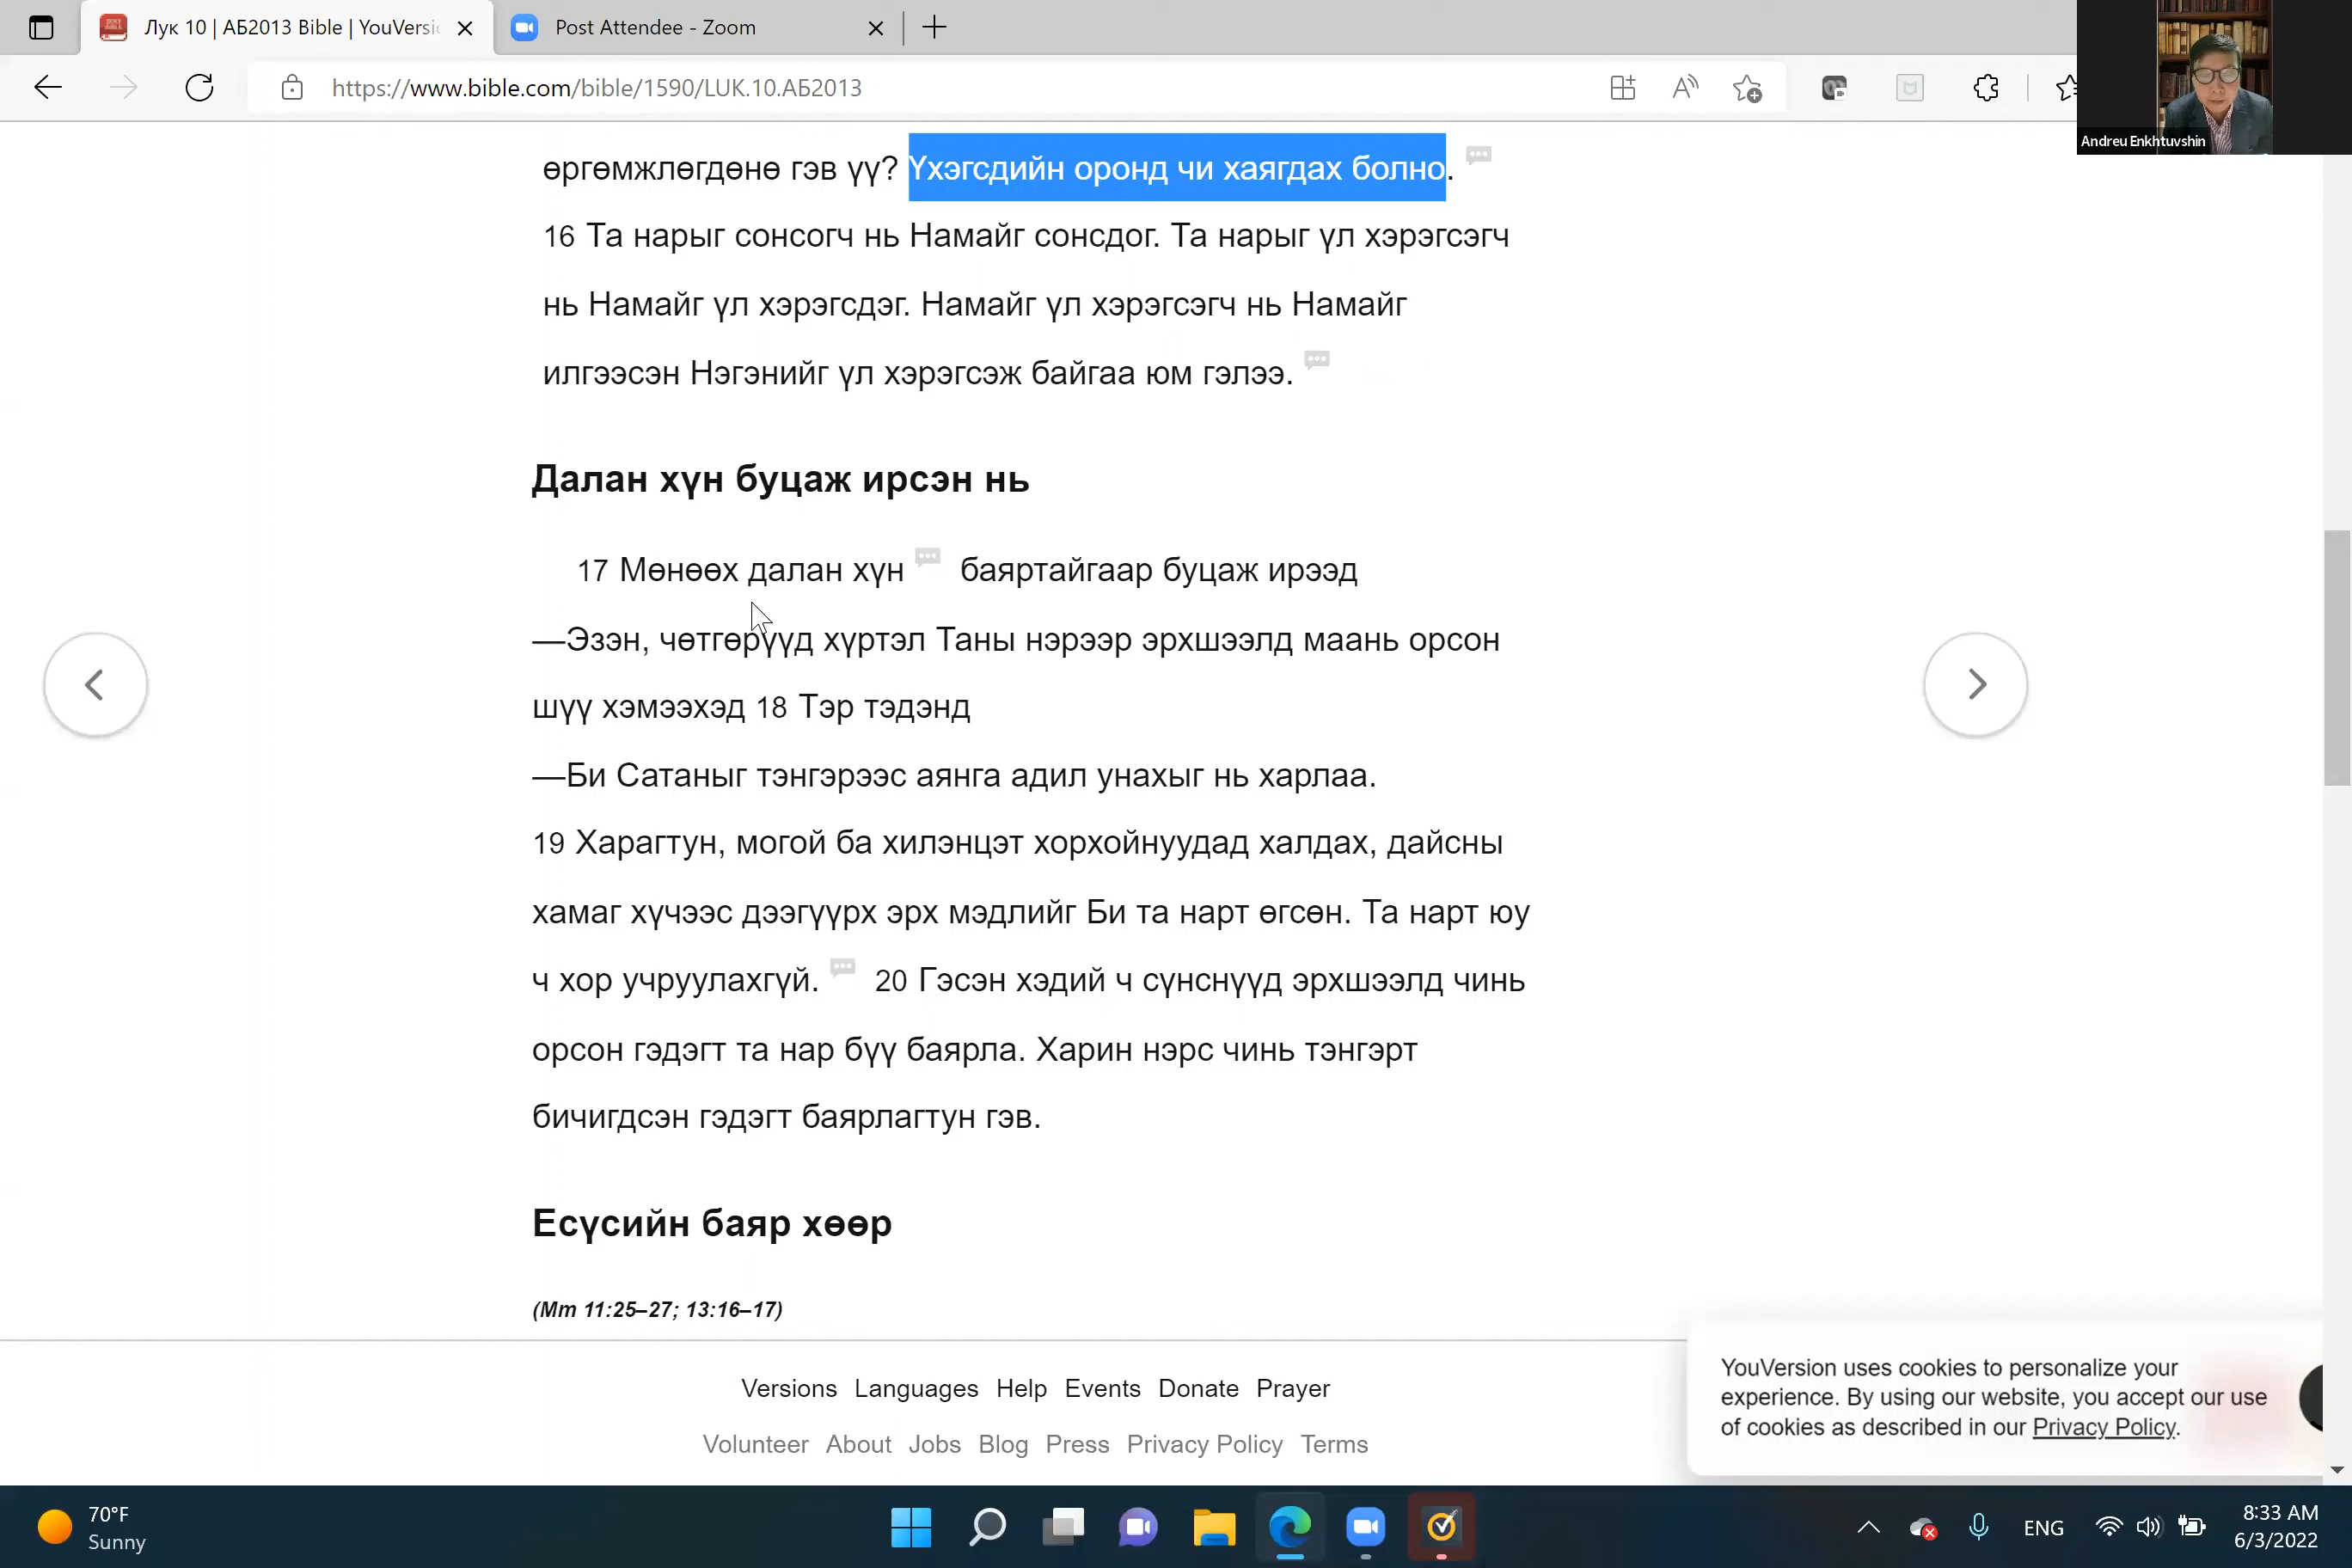 Лук 10 | АБ2013 Bible | YouVersi
Post Attendee - Zoom
https://www.bible.com/bible/1590/LUK.10.АБ2013
Andreu Enkhtuvshin
өргөмжлөгдөнө гэв үү? Үхэгсдийн оронд чи хаягдах болно.
16 Та нарыг сонсогч нь Намайг сонсдог. Та нарыг үл хэрэгсэгч
нь Намайг үл хэрэгсдэг. Намайг үл хэрэгсэгч нь Намайг
илгээсэн Нэгэнийг үл хэрэгсэж байгаа юм гэлээ.
Далан хүн буцаж ирсэн нь
17 Мөнөөх далан хүн баяртайгаар буцаж ирээд
—Эзэн, чөтгөрүүд хүртэл Таны нэрээр эрхшээлд маань орсон
шүү хэмээхэд 18 Тэр тэдэнд
—Би Сатаныг тэнгэрээс аянга адил унахыг нь харлаа.
19 Харагтун, могой ба хилэнцэт хорхойнуудад халдах, дайсны
хамаг хүчээс дээгүүрх эрх мэдлийг Би та нарт өгсөн. Та нарт юу
ч хор учруулахгүй. 20 Гэсэн хэдий ч сүнснүүд эрхшээлд чинь
орсон гэдэгт та нар бүү баярла. Харин нэрс чинь тэнгэрт
бичигдсэн гэдэгт баярлагтун гэв.
Есүсийн баяр хөөр
(Мт 11:25–27; 13:16–17)
Versions Languages Help Events Donate Prayer
Volunteer About Jobs Blog Press Privacy Policy Terms
YouVersion uses cookies to personalize your
experience. By using our website, you accept our use
of cookies as described in our Privacy Policy.
70°F
Sunny
ENG
8:33 AM
6/3/2022